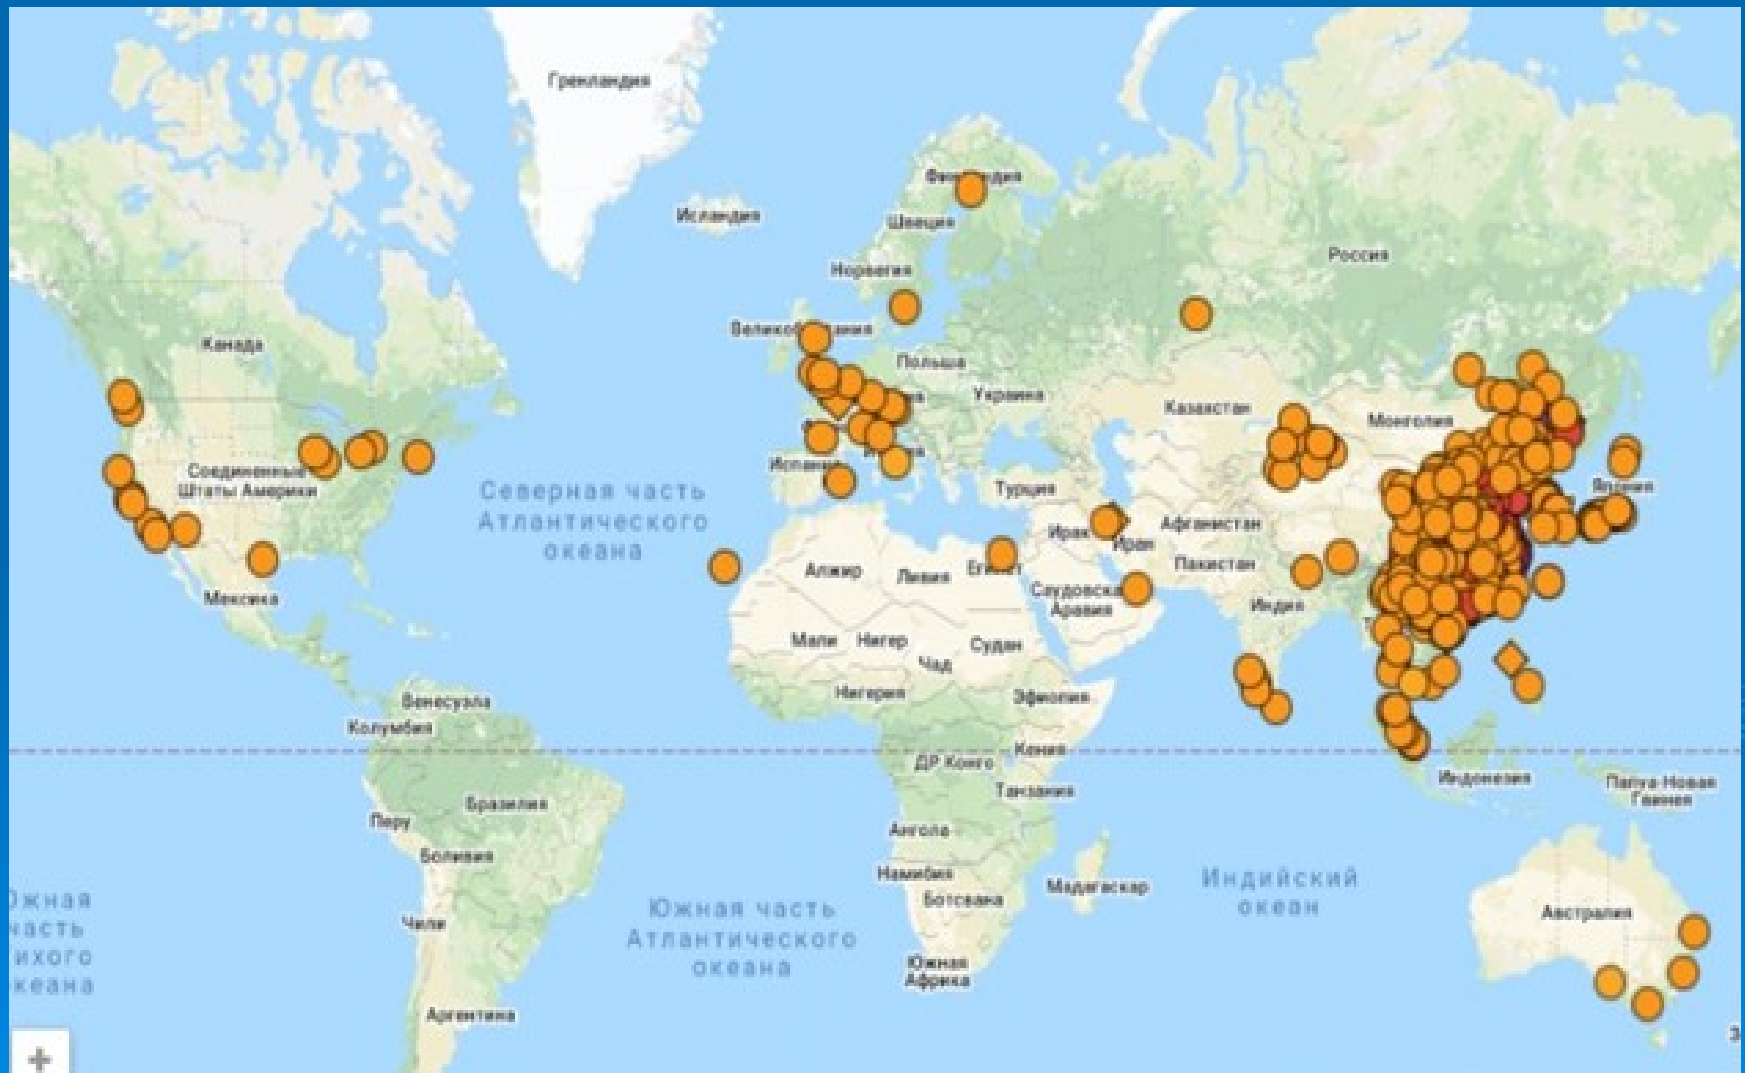 Гренландия
Исландия
Швеция
Норвегия
Россия
Канада
Польша
Украина
Казахстан
Монголия
Соединенные
Штаты Америки
Северная часть
Атлантического
океана
Турция
Япония
Ирак
Иран
Афганистан
Пакистан
Алжир
Ливия
Мексика
Индия
Аравия
Мали
Нигер
Чад
Судан
Нигерия
Эфиопия
Венесуэла
Колумбия
ДР Конго
Кения
Танзания
Индонезия
Папуа-Новая
Гвинея
Бразилия
Перу
Боливия
Ангола
Намибия
Ботсвана
Мадагаскар
Индийский
океан
Австралия
Чили
Южная часть
Атлантического
океана
Южная
Африка
Аргентина
+